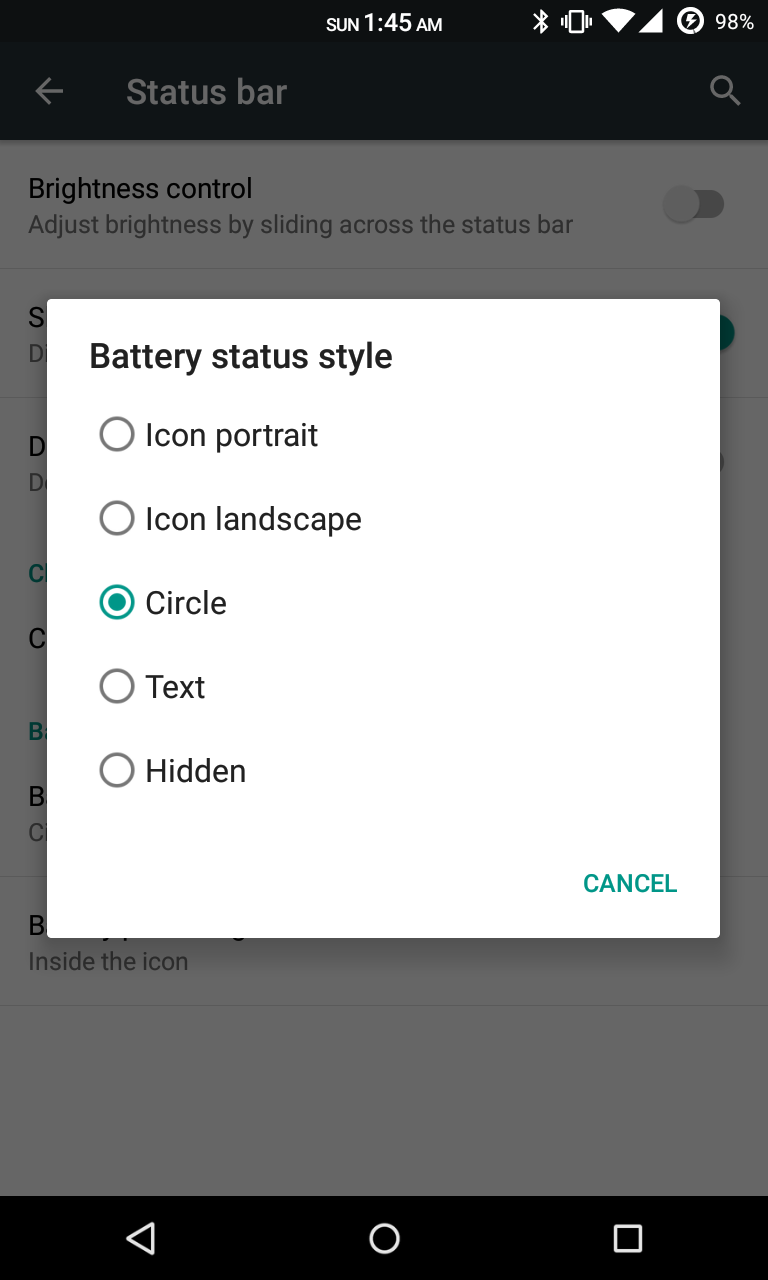 SUN 1:45 AM 98%
Status bar
Brightness control
Adjust brightness by sliding across the status bar
Battery status style
Icon portrait
Icon landscape
Circle
Text
Hidden
CANCEL
Inside the icon